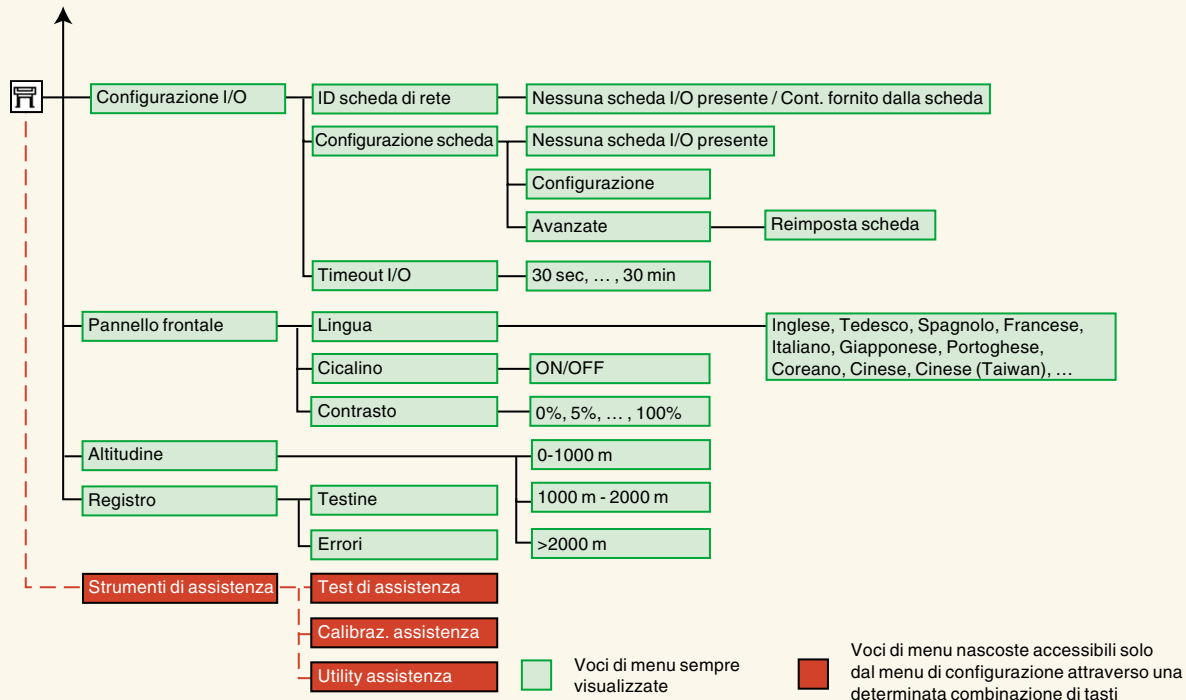 Configurazione I/O
ID scheda di rete
Nessuna scheda I/O presente / Cont. fornito dalla scheda
Configurazione scheda
Nessuna scheda I/O presente
Configurazione
Avanzate
Reimposta scheda
Timeout I/O
30 sec, … , 30 min
Pannello frontale
Lingua
Inglese, Tedesco, Spagnolo, Francese,
Italiano, Giapponese, Portoghese,
Coreano, Cinese, Cinese (Taiwan), …
Cicalino
ON/OFF
Contrasto
0%, 5%, … , 100%
Altitudine
0-1000 m
1000 m - 2000 m
>2000 m
Registro
Testine
Errori
Strumenti di assistenza
Test di assistenza
Calibraz. assistenza
Utility assistenza
Voci di menu sempre
visualizzate
Voci di menu nascoste accessibili solo
dal menu di configurazione attraverso una
determinata combinazione di tasti